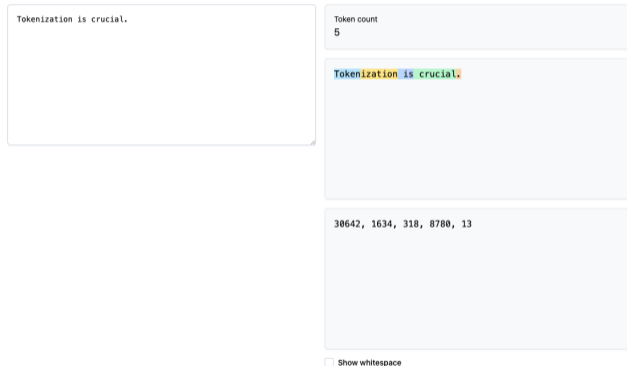 Tokenization is crucial.
Token count
5
Tokenization is crucial.
30642, 1634, 318, 8780, 13
Show whitespace